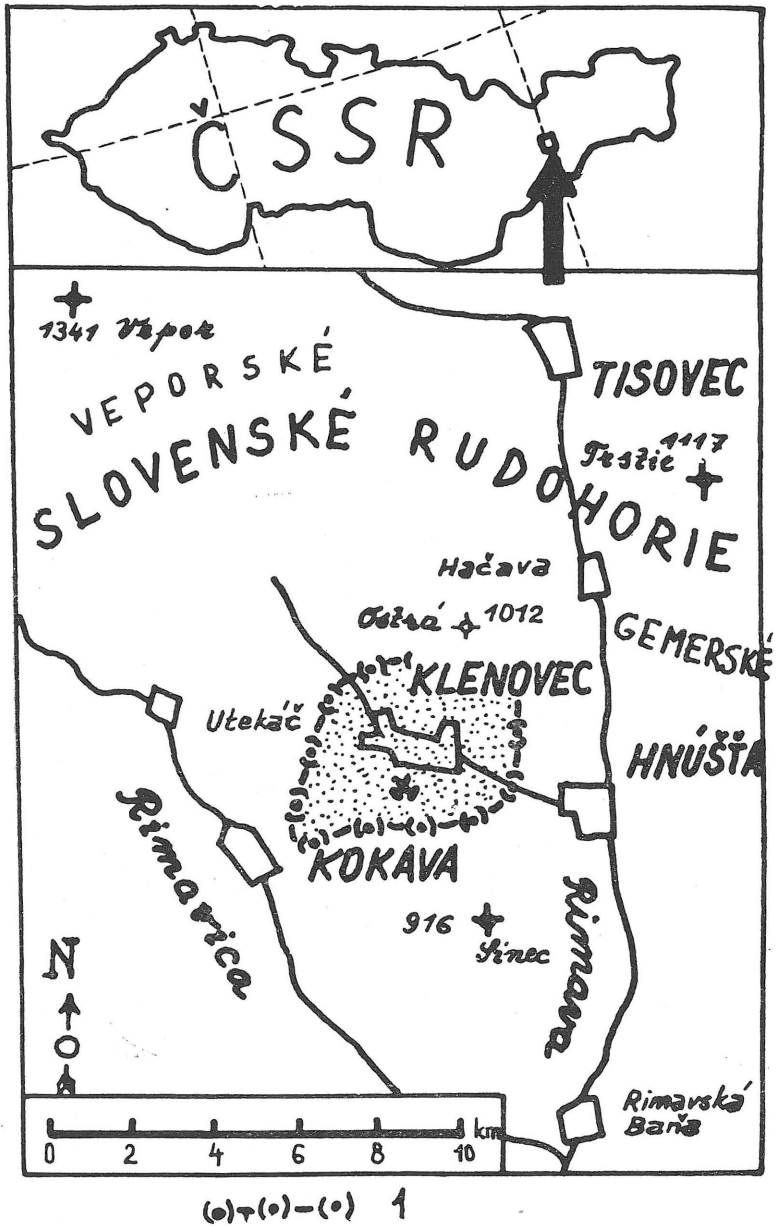 ČSSR
1341 Vepor
VEPORSKÉ
SLOVENSKÉ RUDOHORIE
TISOVEC
Trstie 1117
Hačava
Ostrá 1012
GEMERSKÉ
KLENOVEC
Utekáč
HNÚŠŤA
KOKAVA
Rimavica
Rimava
916
Sinec
N
Rimavská
Baňa
0 2 4 6 8 10 km
(o)-(o)-(o) 1